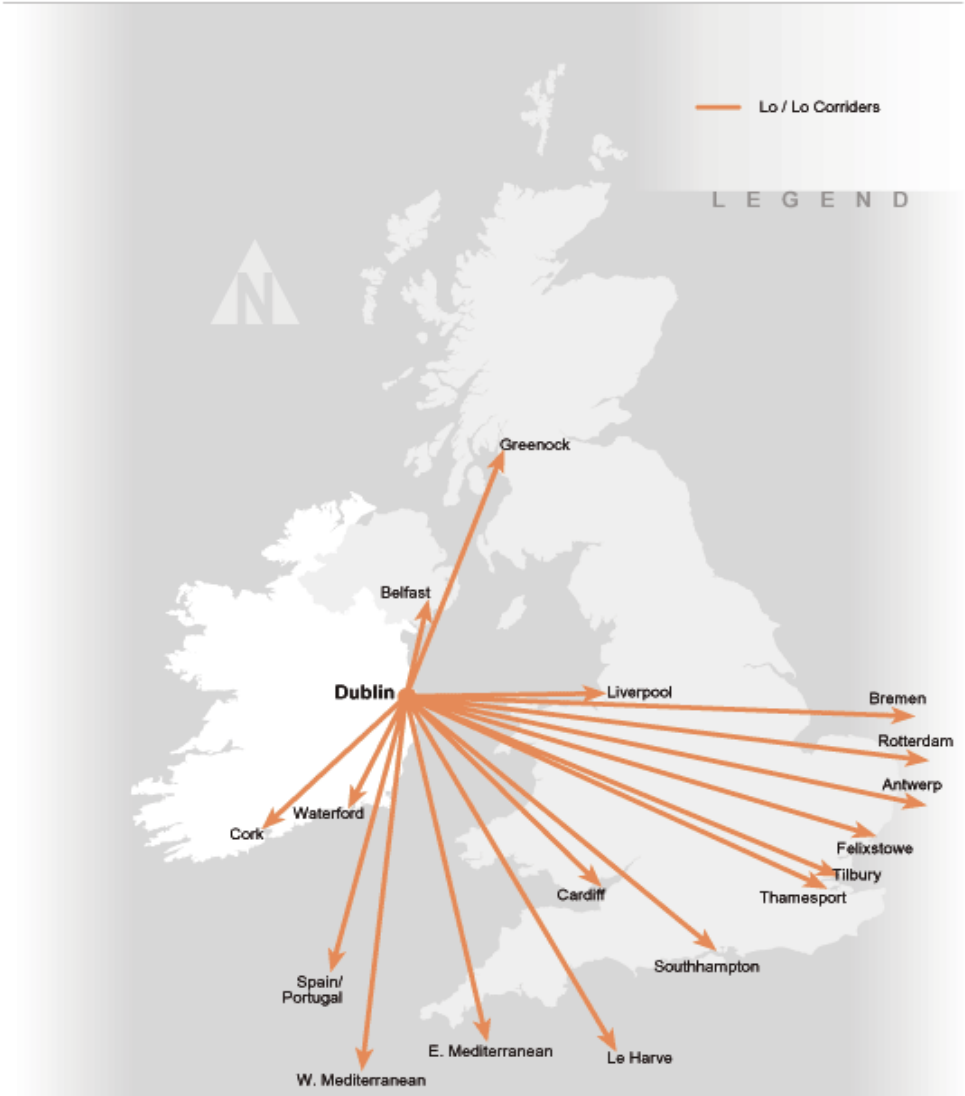 Lo / Lo Corriders
LEGEND
N
Greenock
Belfast
Dublin
Liverpool
Bremen
Rotterdam
Antwerp
Waterford
Cork
Felixstowe
Tilbury
Thamesport
Cardiff
Southhampton
Spain/
Portugal
E. Mediterranean
Le Harve
W. Mediterranean